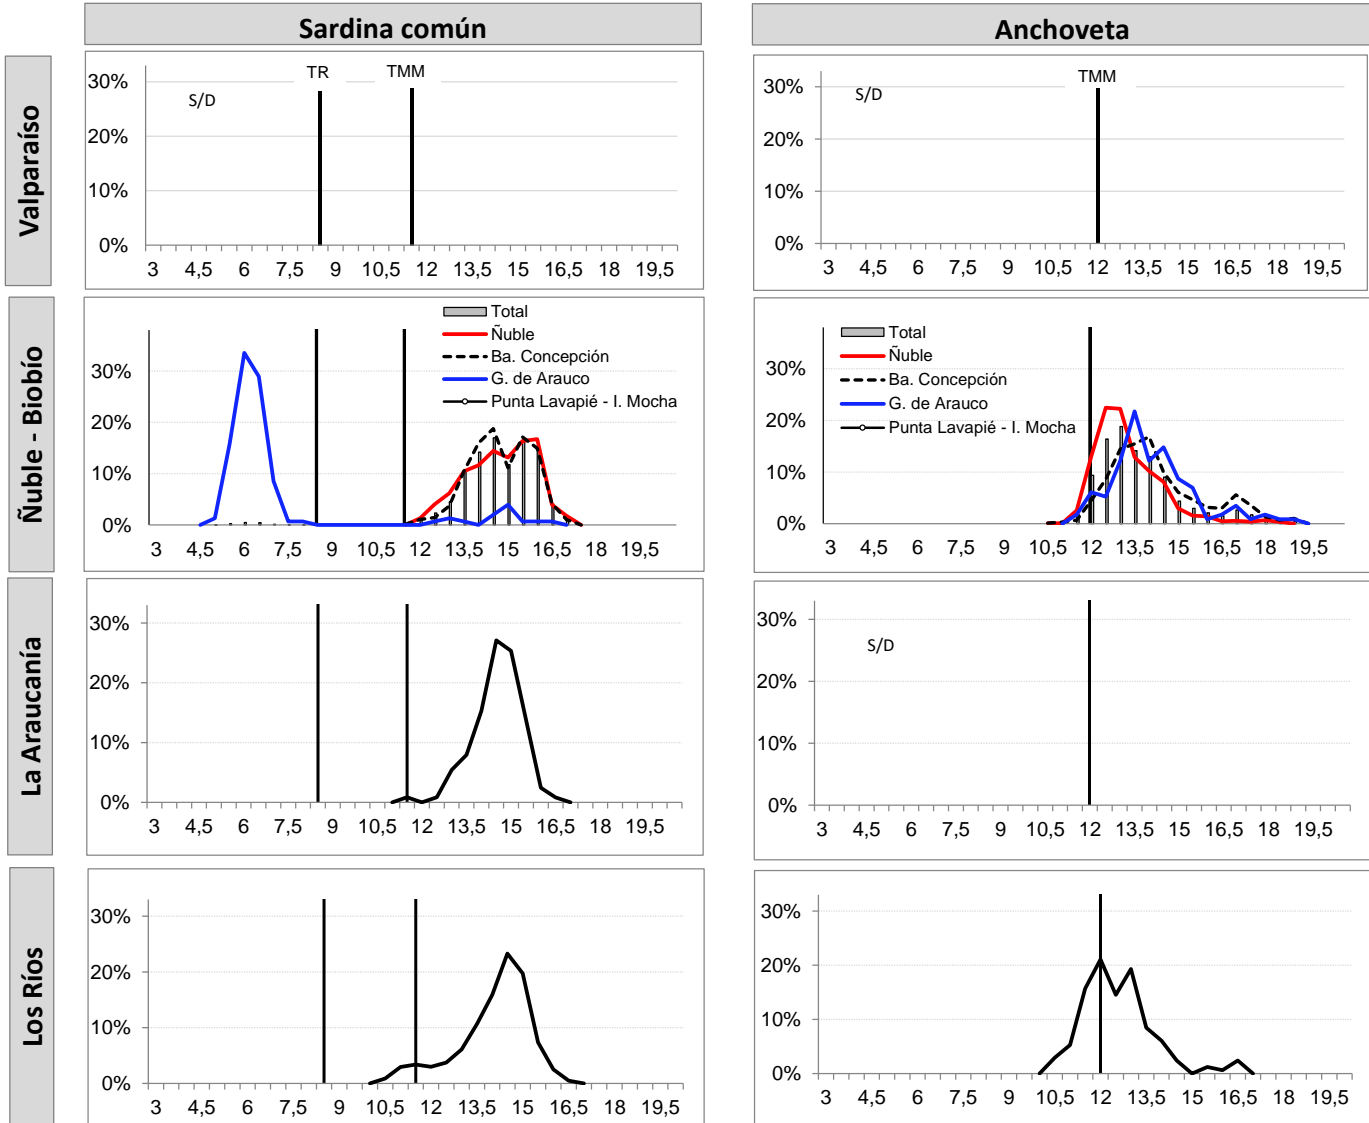 Sardina común
Anchoveta
Valparaíso
30%
20%
10%
0%
S/D
TR
TMM
3 4,5 6 7,5 9 10,5 12 13,5 15 16,5 18 19,5
30%
20%
10%
0%
S/D
TMM
3 4,5 6 7,5 9 10,5 12 13,5 15 16,5 18 19,5
Ñuble - Biobío
30%
20%
10%
0%
Total
Ñuble
Ba. Concepción
G. de Arauco
Punta Lavapié - I. Mocha
3 4,5 6 7,5 9 10,5 12 13,5 15 16,5 18 19,5
30%
20%
10%
0%
Total
Ñuble
Ba. Concepción
G. de Arauco
Punta Lavapié - I. Mocha
3 4,5 6 7,5 9 10,5 12 13,5 15 16,5 18 19,5
La Araucanía
30%
20%
10%
0%
3 4,5 6 7,5 9 10,5 12 13,5 15 16,5 18 19,5
30%
20%
10%
0%
S/D
3 4,5 6 7,5 9 10,5 12 13,5 15 16,5 18 19,5
Los Ríos
30%
20%
10%
0%
3 4,5 6 7,5 9 10,5 12 13,5 15 16,5 18 19,5
30%
20%
10%
0%
3 4,5 6 7,5 9 10,5 12 13,5 15 16,5 18 19,5